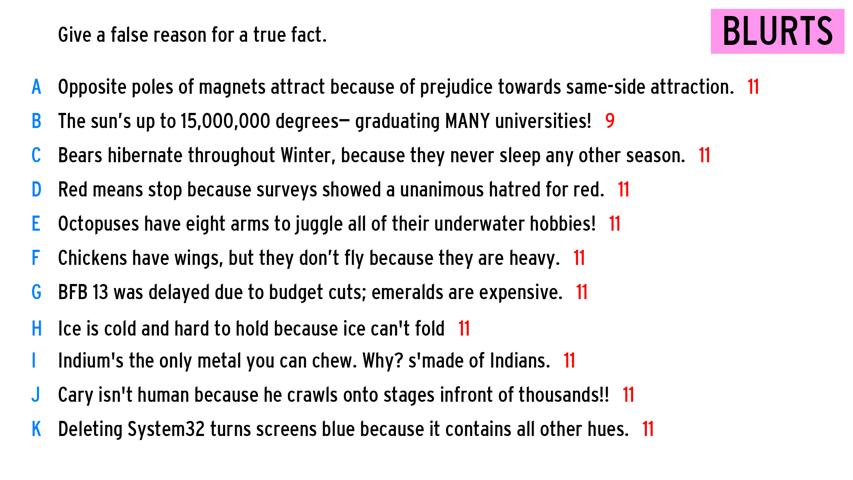 Give a false reason for a true fact.
BLURTS
A Opposite poles of magnets attract because of prejudice towards same-side attraction. 11
B The sun's up to 15,000,000 degrees— graduating MANY universities! 9
C Bears hibernate throughout Winter, because they never sleep any other season. 11
D Red means stop because surveys showed a unanimous hatred for red. 11
E Octopuses have eight arms to juggle all of their underwater hobbies! 11
F Chickens have wings, but they don't fly because they are heavy. 11
G BFB 13 was delayed due to budget cuts; emeralds are expensive. 11
H Ice is cold and hard to hold because ice can't fold 11
I Indium's the only metal you can chew. Why? s'made of Indians. 11
J Cary isn't human because he crawls onto stages infront of thousands!! 11
K Deleting System32 turns screens blue because it contains all other hues. 11